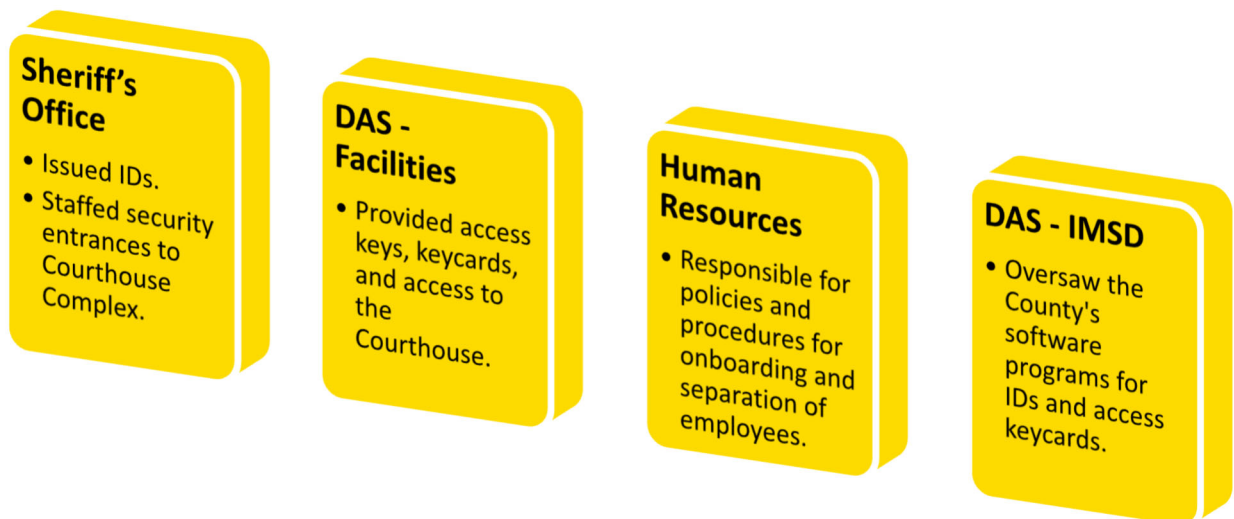 Sheriff's
Office
• Issued IDs.
• Staffed security
entrances to
Courthouse
Complex.
DAS -
Facilities
• Provided access
keys, keycards,
and access to
the
Courthouse.
Human
Resources
• Responsible for
policies and
procedures for
onboarding and
separation of
employees.
DAS - IMSD
• Oversaw the
County's
software
programs for
IDs and access
keycards.